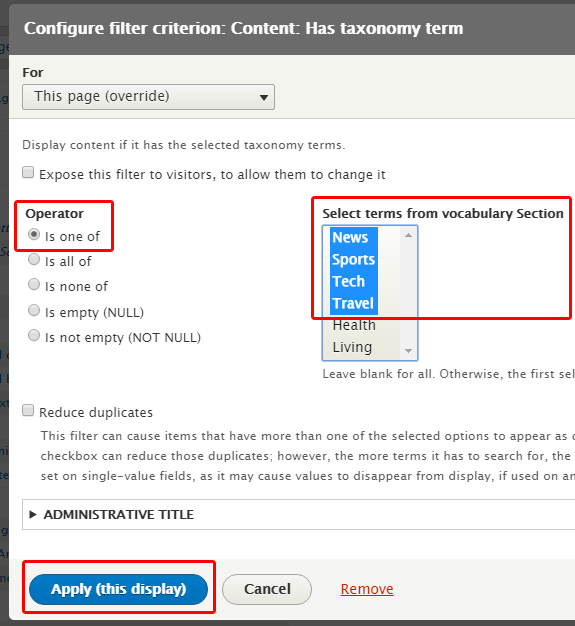 Configure filter criterion: Content: Has taxonomy term
For
This page (override)
Display content if it has the selected taxonomy terms.
Expose this filter to visitors, to allow them to change it
Operator
Is one of
Is all of
Is none of
Is empty (NULL)
Is not empty (NOT NULL)
Select terms from vocabulary Section
News
Sports
Tech
Travel
Health
Living
Leave blank for all. Otherwise, the first sel
Reduce duplicates
This filter can cause items that have more than one of the selected options to appear as
checkbox can reduce those duplicates; however, the more terms it has to search for, the
set on single-value fields, as it may cause values to disappear from display, if used on an
ADMINISTRATIVE TITLE
Apply (this display)
Cancel
Remove